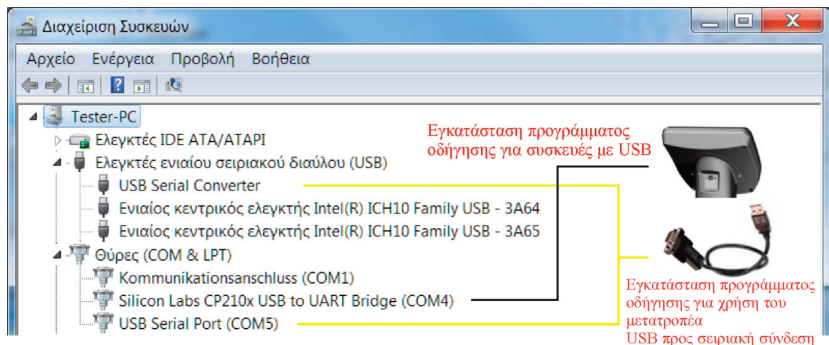 Διαχείριση Συσκευών
Αρχείο Ενέργεια Προβολή Βοήθεια
Tester-PC
Ελεγκτές IDE ATA/ATAPI
Ελεγκτές ενιαίου σειριακού διαύλου (USB)
USB Serial Converter
Ενιαίος κεντρικός ελεγκτής Intel(R) ICH10 Family USB - 3A64
Ενιαίος κεντρικός ελεγκτής Intel(R) ICH10 Family USB - 3A65
Θύρες (COM & LPT)
Kommunikationsanschluss (COM1)
Silicon Labs CP210x USB to UART Bridge (COM4)
USB Serial Port (COM5)
Εγκατάσταση προγράμματος
οδήγησης για συσκευές με USB
Εγκατάσταση προγράμματος
οδήγησης για χρήση του
μετατροπέα
USB προς σειριακή σύνδεση